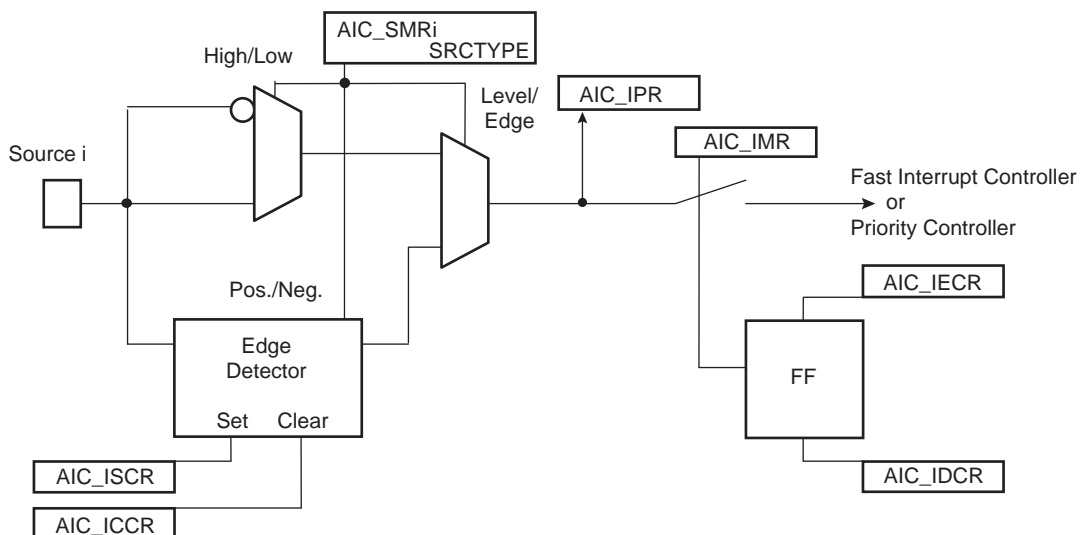 AIC_SMRi
SRCTYPE
High/Low
Level/
Edge
AIC_IPR
AIC_IMR
Source i
Fast Interrupt Controller
or
Priority Controller
Pos./Neg.
AIC_IECR
Edge
Detector
FF
Set Clear
AIC_ISCR
AIC_IDCR
AIC_ICCR